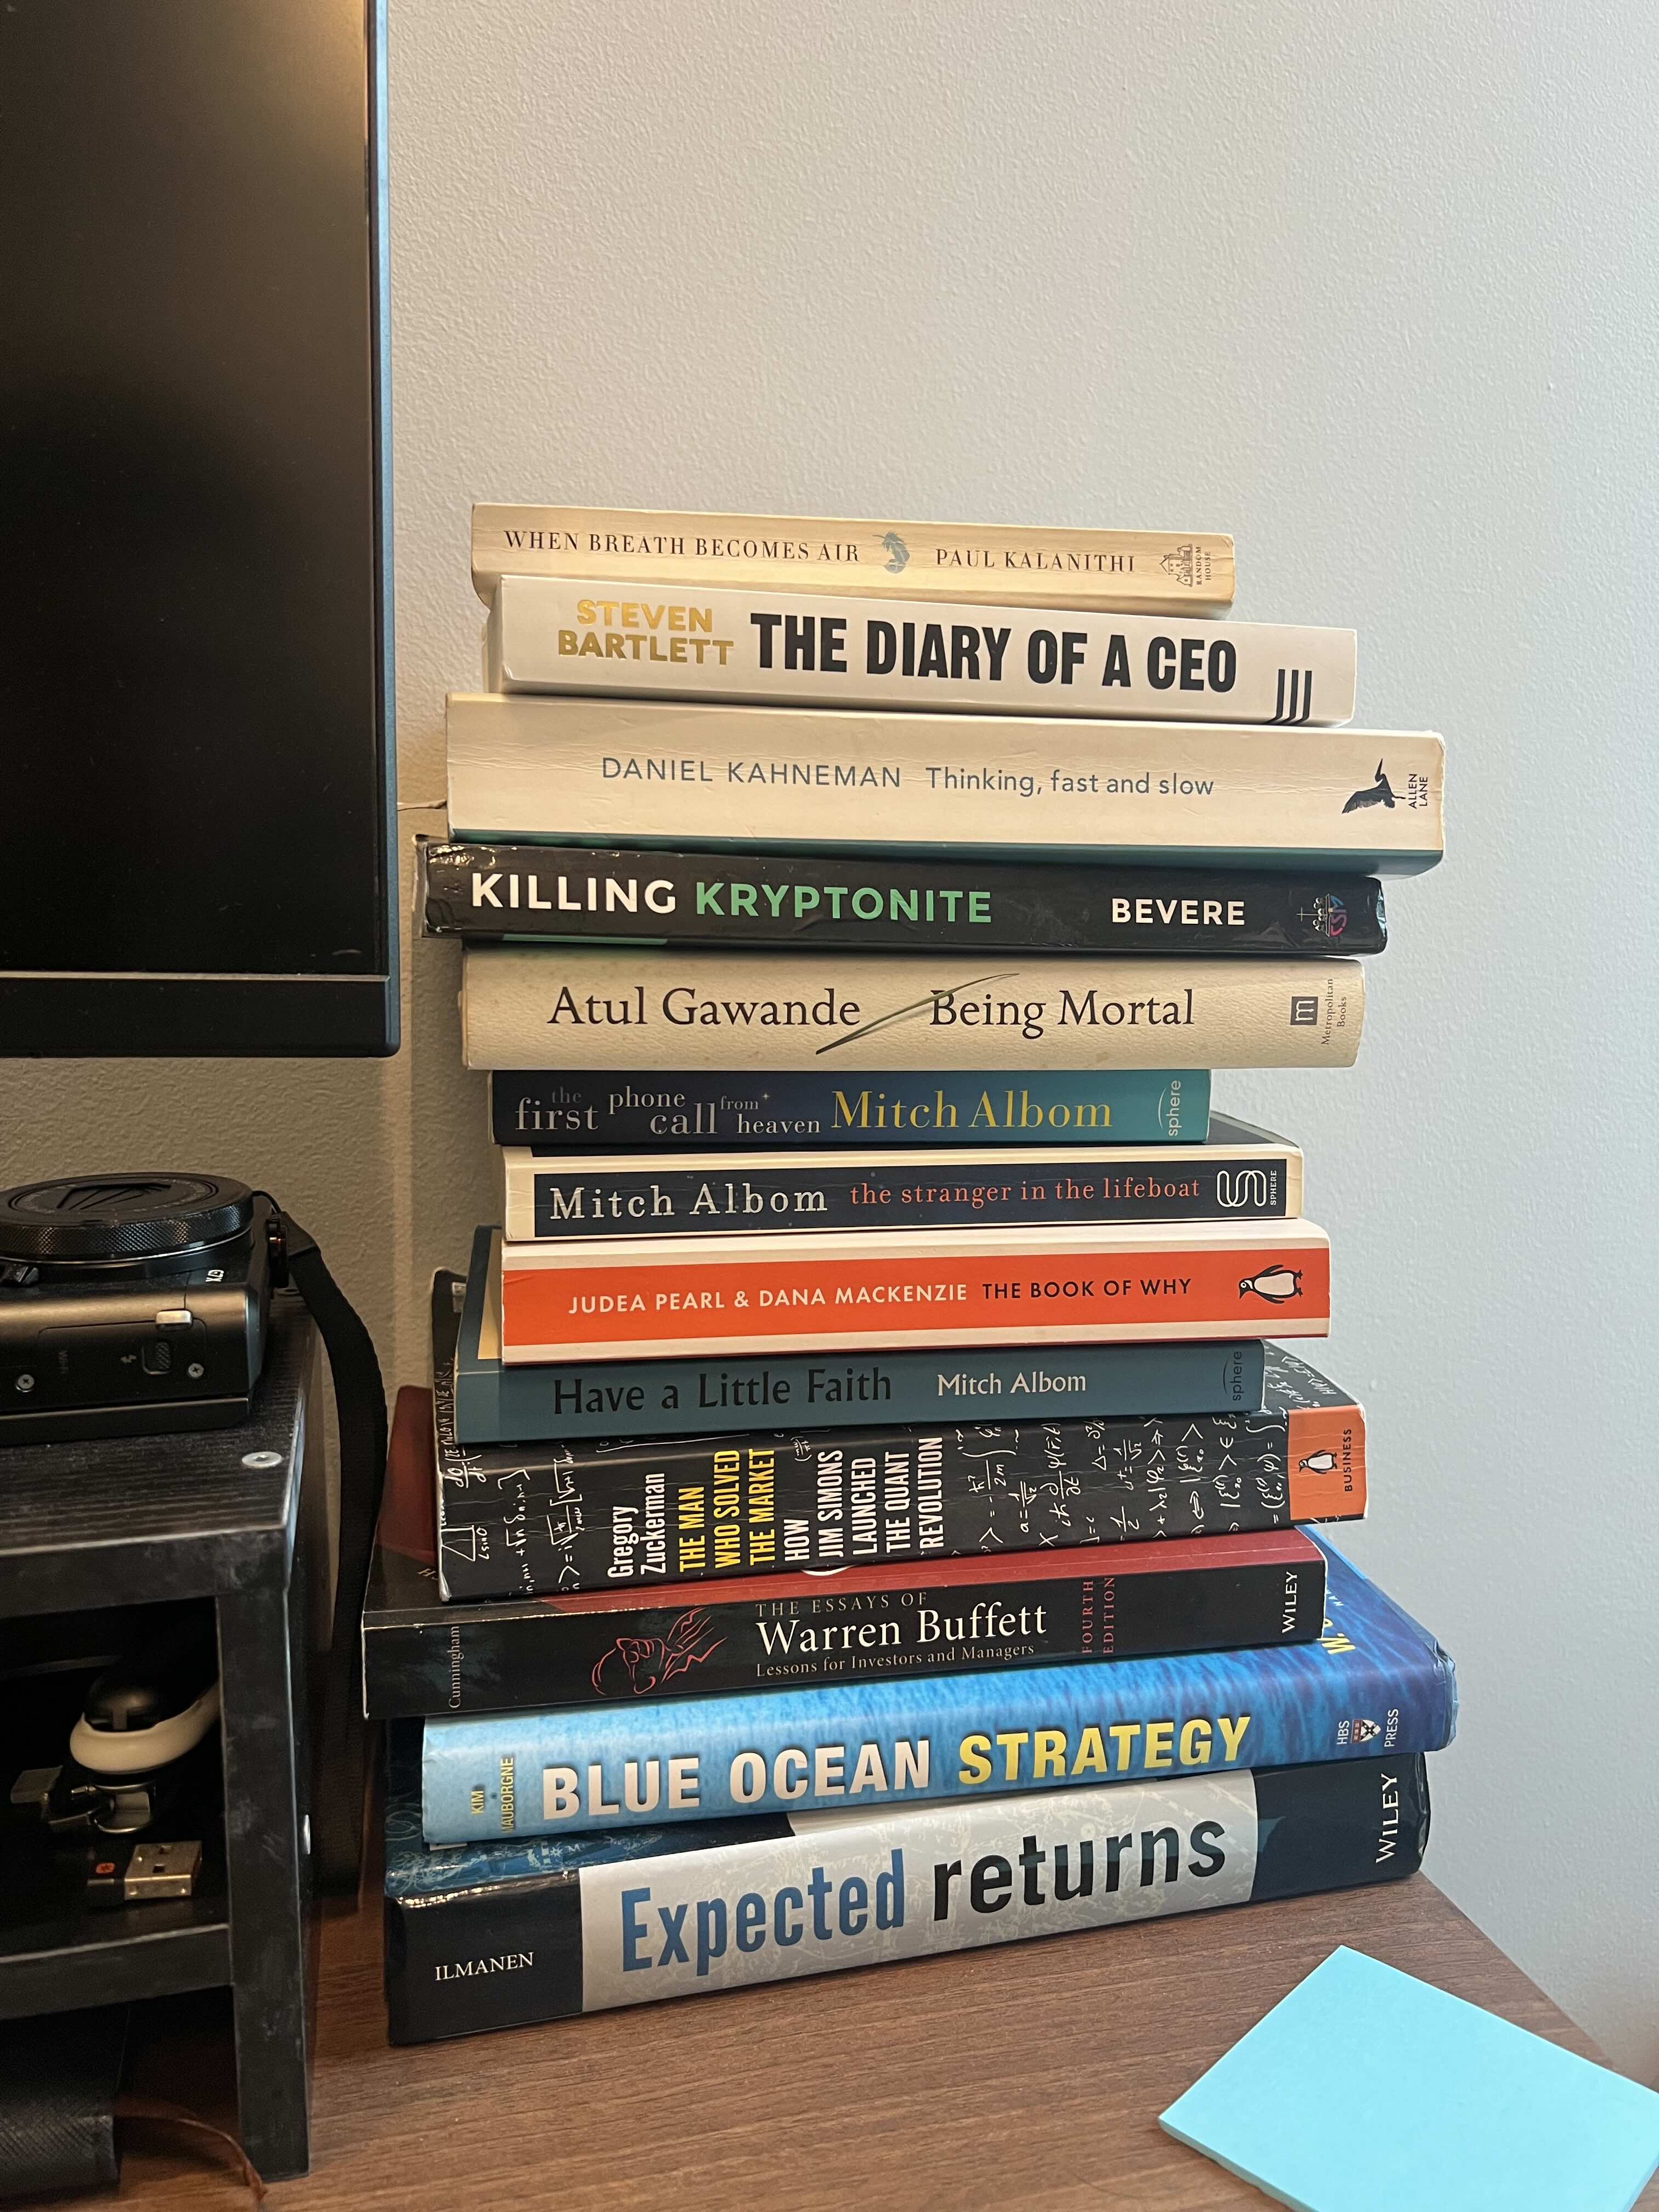 WHEN BREATH BECOMES AIR PAUL KALANITHI RANDOM HOUSE
STEVEN BARTLETT THE DIARY OF A CEO
DANIEL KAHNEMAN Thinking, fast and slow ALLEN LANE
KILLING KRYPTONITE BEVERE
Atul Gawande Being Mortal Metropolitan Books
the first phone call from heaven Mitch Albom sphere
Mitch Albom the stranger in the lifeboat SPHERE
JUDEA PEARL & DANA MACKENZIE THE BOOK OF WHY
Have a Little Faith Mitch Albom sphere
Gregory
Zuckerman
THE MAN
WHO SOLVED
THE MARKET
HOW
JIM SIMONS
LAUNCHED
THE QUANT
REVOLUTION
BUSINESS
Cunningham
THE ESSAYS OF
Warren Buffett
Lessons for Investors and Managers
FOURTH
EDITION
WILEY
KIM
MAUBORGNE
BLUE OCEAN STRATEGY
HBS
PRESS
ILMANEN Expected returns WILEY
G7X